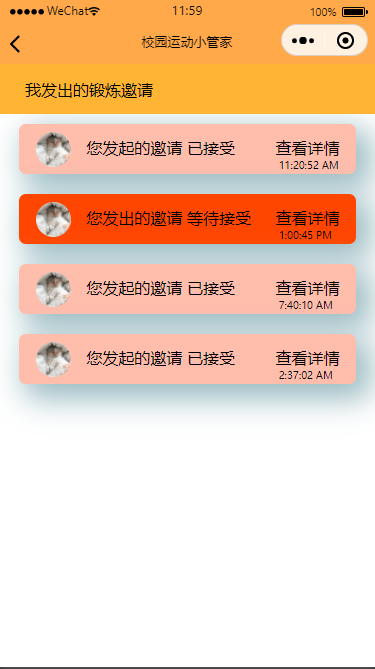 WeChat 11:59 100%
校园运动小管家
我发出的锻炼邀请
您发起的邀请 已接受 查看详情
11:20:52 AM
您发出的邀请 等待接受 查看详情
1:00:45 PM
您发起的邀请 已接受 查看详情
7:40:10 AM
您发起的邀请 已接受 查看详情
2:37:02 AM